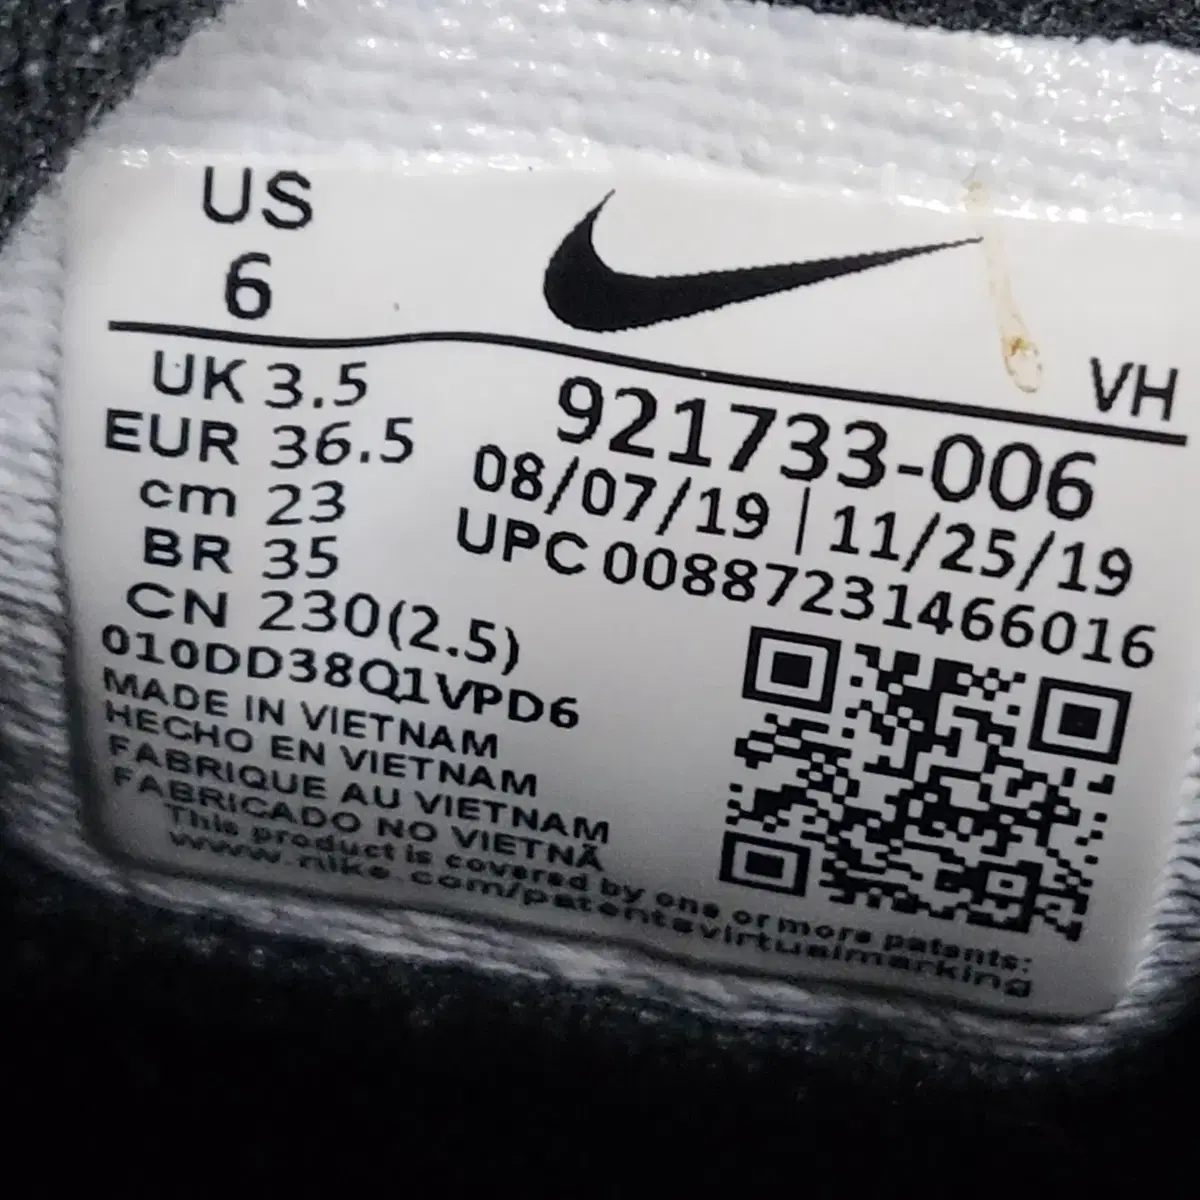 US
6
VH
UK 3.5
EUR 36.5
cm 23
BR 35
CN 230(2.5)
921733-006
08/07/19 | 11/25/19
UPC 00887231466016
010DD38Q1VPD6
MADE IN VIETNAM
HECHO EN VIETNAM
FABRIQUE AU VIETNAM
FABRICADO NO VIETNÃ
This product is covered by one or more patents:
www.nike.com/patentsvirtualmarking